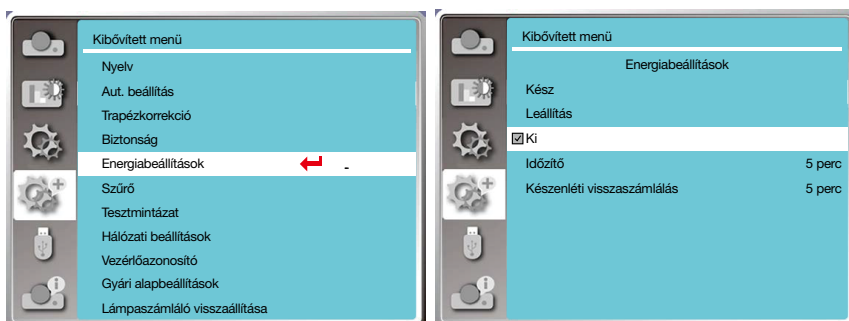 Kibővített menü
Nyelv
Aut. beállítás
Trapézkorrekció
Biztonság
Energiabeállítások
Szűrő
Tesztmintázat
Hálózati beállítások
Vezérlőazonosító
Gyári alapbeállítások
Lámpaszámláló visszaállítása
Kibővített menü
Energiabeállítások
Kész
Leállítás
Ki
Időzítő 5 perc
Készenléti visszaszámlálás 5 perc